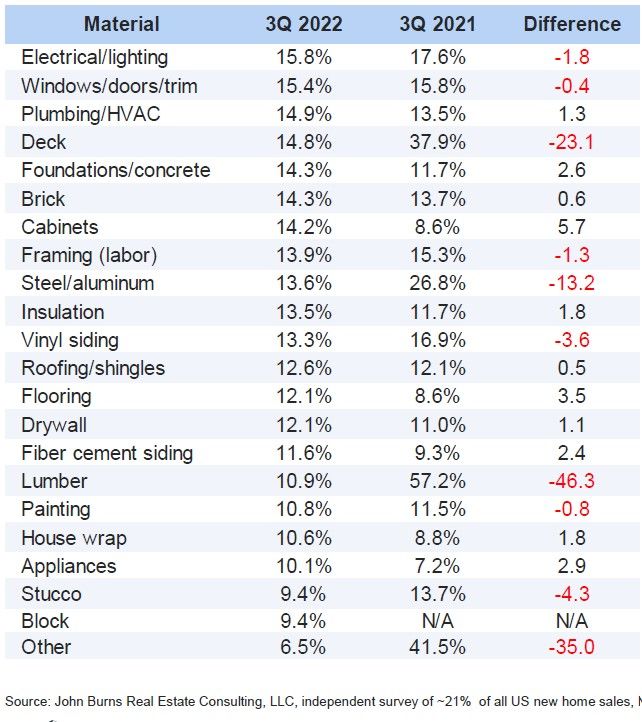 Material 3Q 2022 3Q 2021 Difference
Electrical/lighting 15.8% 17.6% -1.8
Windows/doors/trim 15.4% 15.8% -0.4
Plumbing/HVAC 14.9% 13.5% 1.3
Deck 14.8% 37.9% -23.1
Foundations/concrete 14.3% 11.7% 2.6
Brick 14.3% 13.7% 0.6
Cabinets 14.2% 8.6% 5.7
Framing (labor) 13.9% 15.3% -1.3
Steel/aluminum 13.6% 26.8% -13.2
Insulation 13.5% 11.7% 1.8
Vinyl siding 13.3% 16.9% -3.6
Roofing/shingles 12.6% 12.1% 0.5
Flooring 12.1% 8.6% 3.5
Drywall 12.1% 11.0% 1.1
Fiber cement siding 11.6% 9.3% 2.4
Lumber 10.9% 57.2% -46.3
Painting 10.8% 11.5% -0.8
House wrap 10.6% 8.8% 1.8
Appliances 10.1% 7.2% 2.9
Stucco 9.4% 13.7% -4.3
Block 9.4% N/A N/A
Other 6.5% 41.5% -35.0
Source: John Burns Real Estate Consulting, LLC, independent survey of ~21% of all US new home sales,